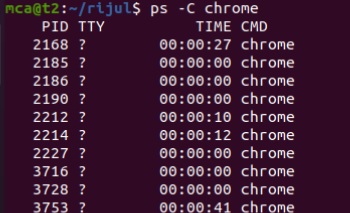 mca@t2:~/rijul$ ps -C chrome
PID TTY TIME CMD
2168 ? 00:00:27 chrome
2185 ? 00:00:00 chrome
2186 ? 00:00:00 chrome
2190 ? 00:00:00 chrome
2212 ? 00:00:10 chrome
2214 ? 00:00:12 chrome
2227 ? 00:00:00 chrome
3716 ? 00:00:00 chrome
3728 ? 00:00:00 chrome
3753 ? 00:00:41 chrome